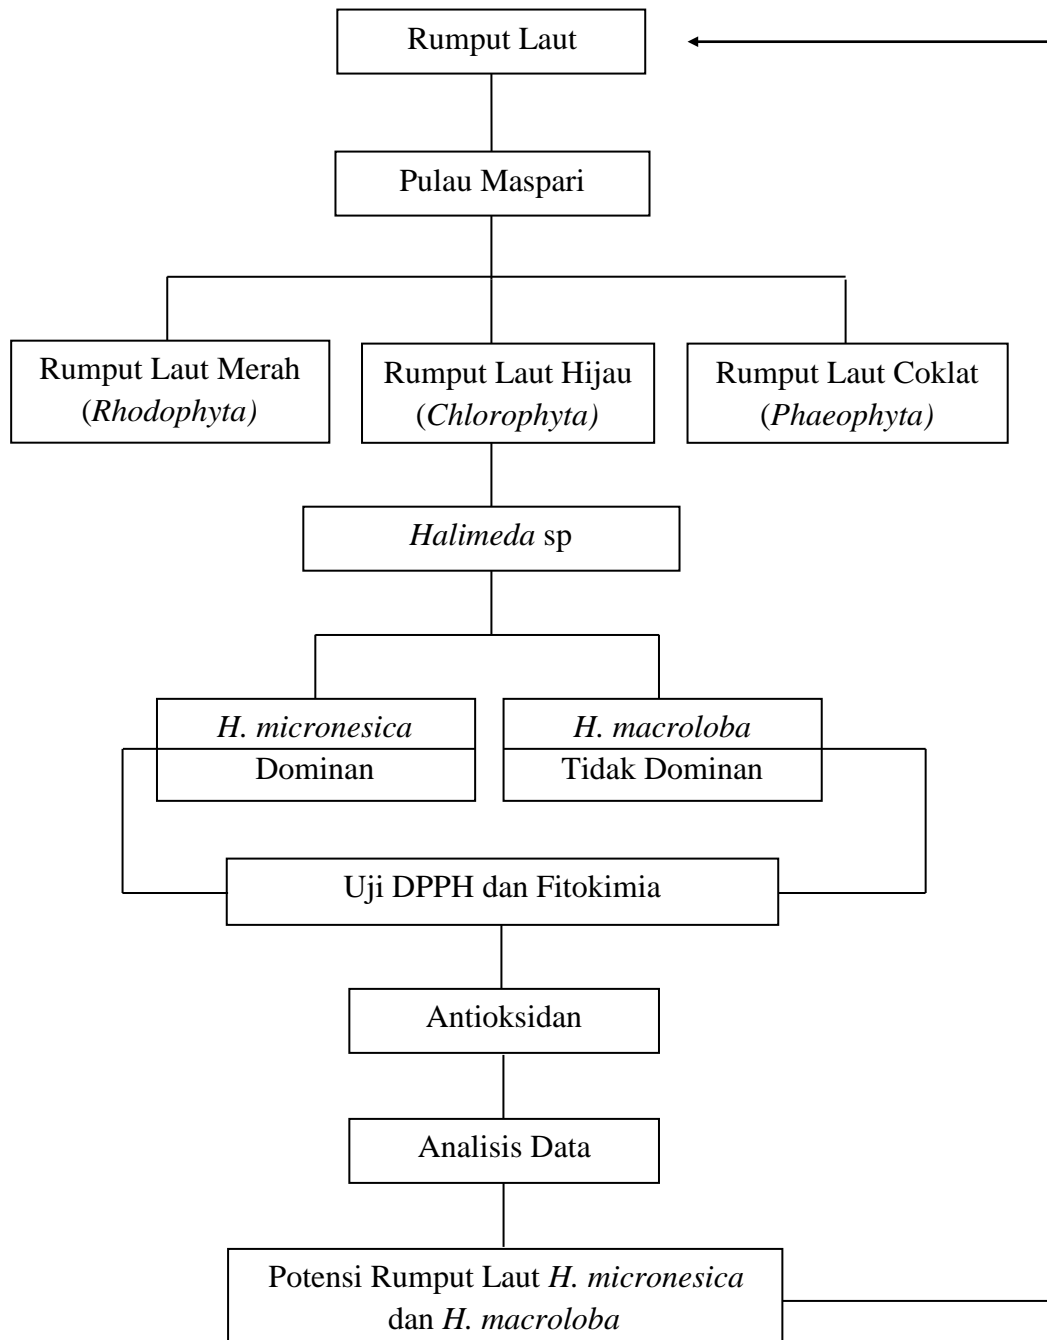 Rumput Laut
Pulau Maspari
Rumput Laut Merah
(Rhodophyta)
Rumput Laut Hijau
(Chlorophyta)
Rumput Laut Coklat
(Phaeophyta)
Halimeda sp
H. micronesica
Dominan
H. macroloba
Tidak Dominan
Uji DPPH dan Fitokimia
Antioksidan
Analisis Data
Potensi Rumput Laut H. micronesica
dan H. macroloba